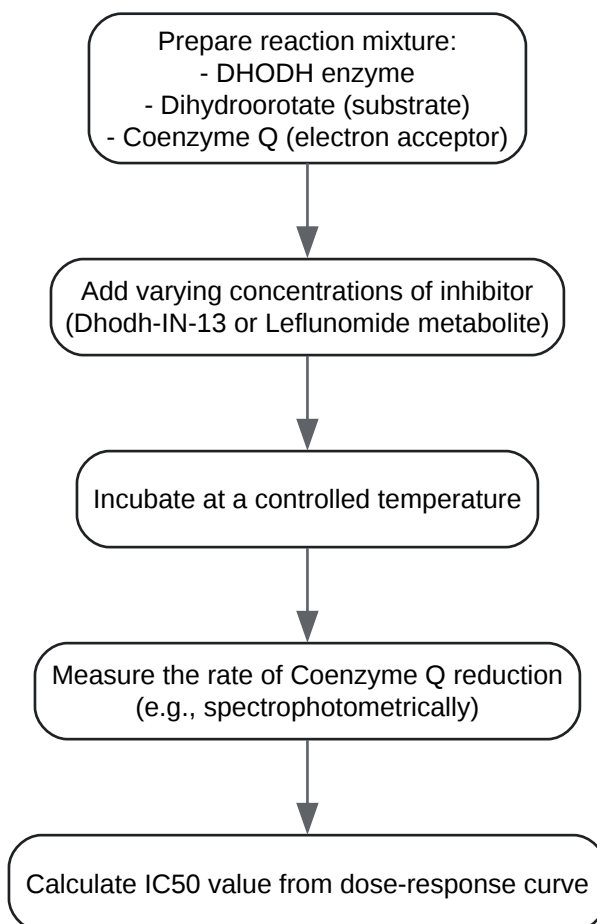 Prepare reaction mixture:
- DHODH enzyme
- Dihydroorotate (substrate)
- Coenzyme Q (electron acceptor)
Add varying concentrations of inhibitor
(Dhodh-IN-13 or Leflunomide metabolite)
Incubate at a controlled temperature
Measure the rate of Coenzyme Q reduction
(e.g., spectrophotometrically)
Calculate IC50 value from dose-response curve